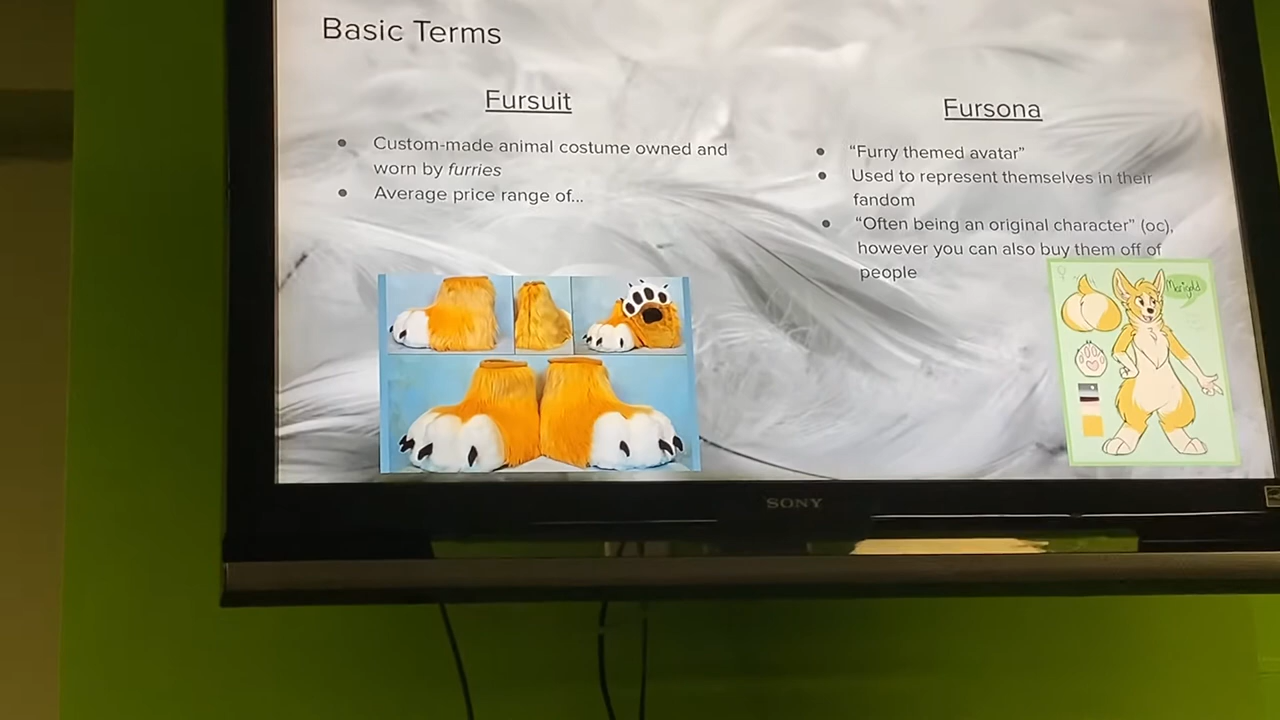 Basic Terms
Fursuit
Custom-made animal costume owned and
worn by furries
Average price range of...
Fursona
“Furry themed avatar”
Used to represent themselves in their
fandom
“Often being an original character” (oc),
however you can also buy them off of
people
Marigold
SONY